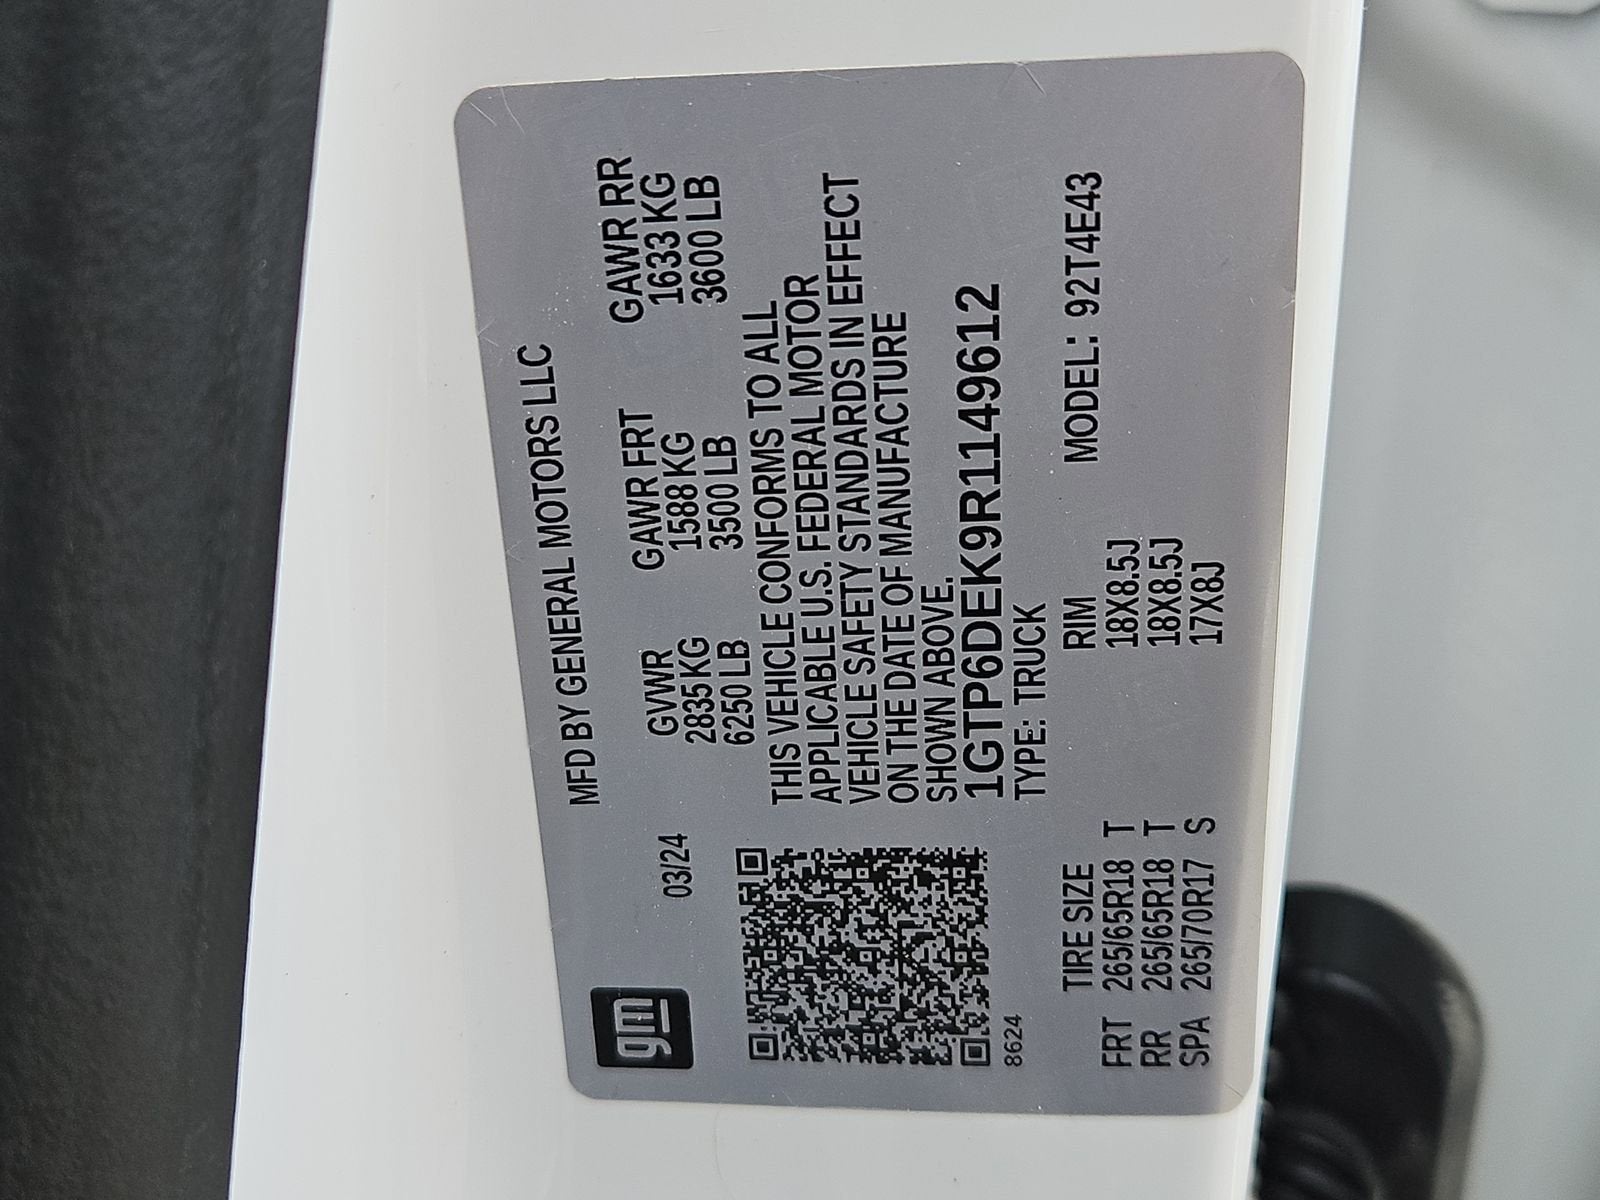 gm
MFD BY GENERAL MOTORS LLC
03/24
GVWR GAWR FRT GAWR RR
2835 KG 1588 KG 1633 KG
6250 LB 3500 LB 3600 LB
THIS VEHICLE CONFORMS TO ALL
APPLICABLE U.S. FEDERAL MOTOR
VEHICLE SAFETY STANDARDS IN EFFECT
ON THE DATE OF MANUFACTURE
SHOWN ABOVE.
1GTP6DEK9R1149612
8624
TYPE: TRUCK
MODEL: 92T4E43
TIRE SIZE RIM
FRT 265/65R18 T 18X8.5J
RR 265/65R18 T 18X8.5J
SPA 265/70R17 S 17X8J